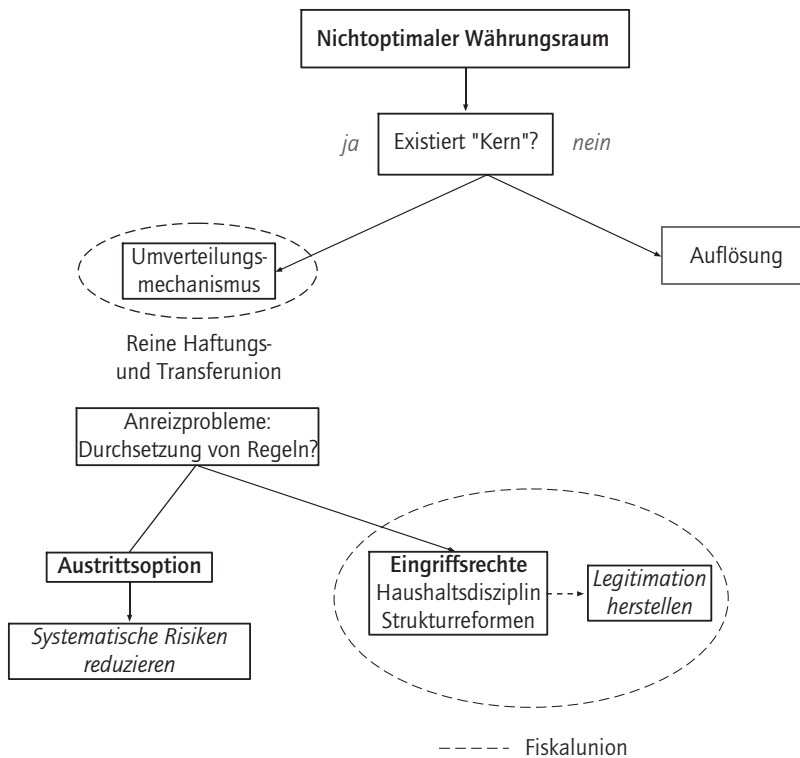 Nichtoptimaler Währungsraum
ja
Existiert "Kern"?
nein
Umverteilungs-
mechanismus
Auflösung
Reine Haftungs-
und Transferunion
Anreizprobleme:
Durchsetzung von Regeln?
Austrittsoption
Systematische Risiken
reduzieren
Eingriffsrechte
Haushaltsdisziplin
Strukturreformen
Legitimation
herstellen
Fiskalunion